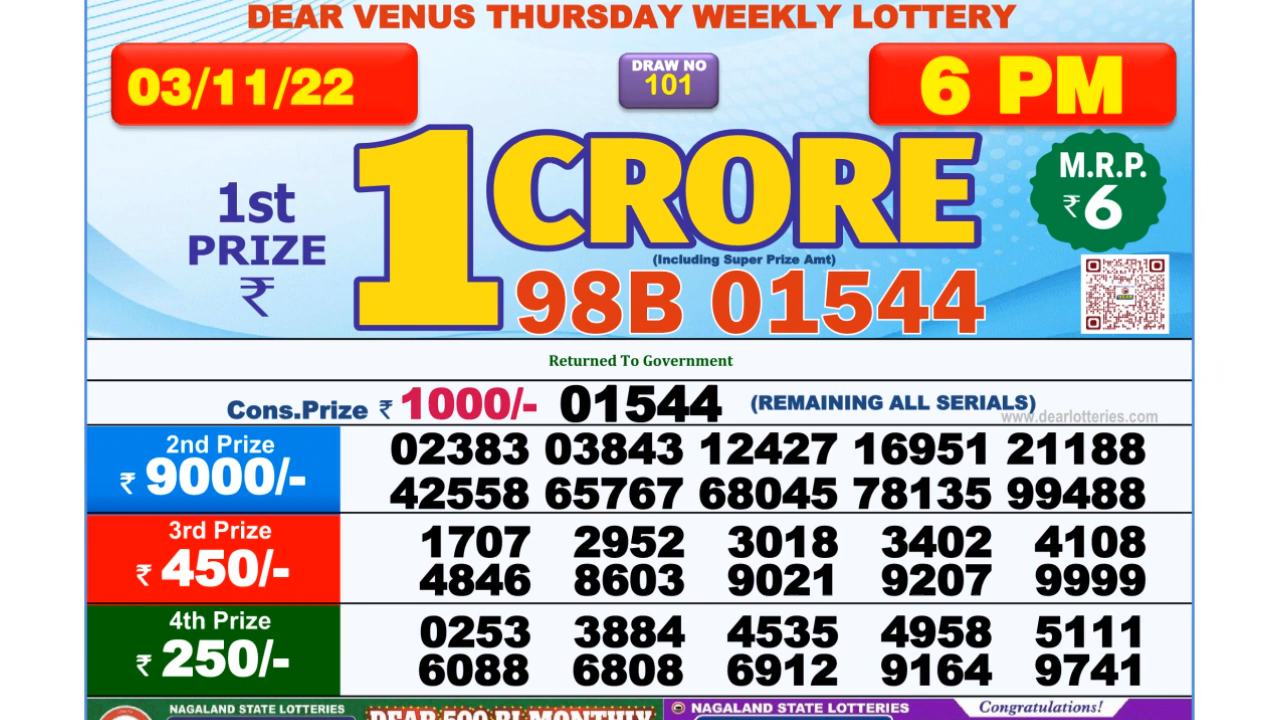 DEAR VENUS THURSDAY WEEKLY LOTTERY
03/11/22
DRAW NO
101
6 PM
1st
PRIZE
₹
1 CRORE
(Including Super Prize Amt)
98B 01544
M.R.P.
₹6
Returned To Government
Cons.Prize ₹ 1000/- 01544 (REMAINING ALL SERIALS)
www.dearlotteries.com
2nd Prize
₹ 9000/-
02383 03843 12427 16951 21188
42558 65767 68045 78135 99488
3rd Prize
₹ 450/-
1707 2952 3018 3402 4108
4846 8603 9021 9207 9999
4th Prize
₹ 250/-
0253 3884 4535 4958 5111
6088 6808 6912 9164 9741
NAGALAND STATE LOTTERIES
DEAR 500 BI-MONTHLY
NAGALAND STATE LOTTERIES
Congratulations!